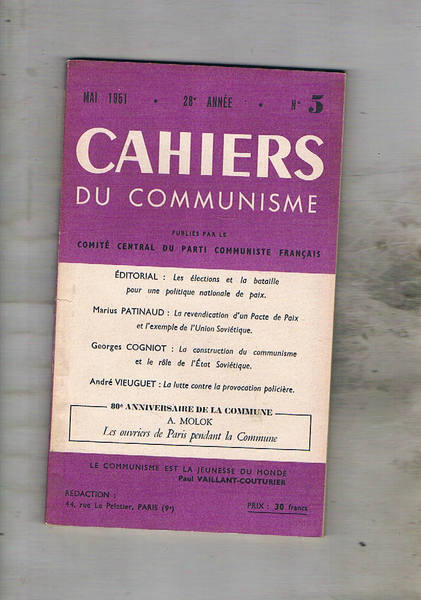 MAI 1951 • 28e ANNÉE • N° 5
CAHIERS
DU COMMUNISME
PUBLIÉS PAR LE
COMITÉ CENTRAL DU PARTI COMMUNISTE FRANÇAIS
ÉDITORIAL : Les élections et la bataille
pour une politique nationale de paix.
Marius PATINAUD : La revendication d'un Pacte de Paix
et l'exemple de l'Union Soviétique.
Georges COGNIOT : La construction du communisme
et le rôle de l'État Soviétique.
André VIEUGUET : La lutte contre la provocation policière.
80e ANNIVERSAIRE DE LA COMMUNE
A. MOLOK
Les ouvriers de Paris pendant la Commune
LE COMMUNISME EST LA JEUNESSE DU MONDE
Paul VAILLANT-COUTURIER
RÉDACTION :
44, rue Le Peletier, PARIS (9e)
PRIX : 30 francs